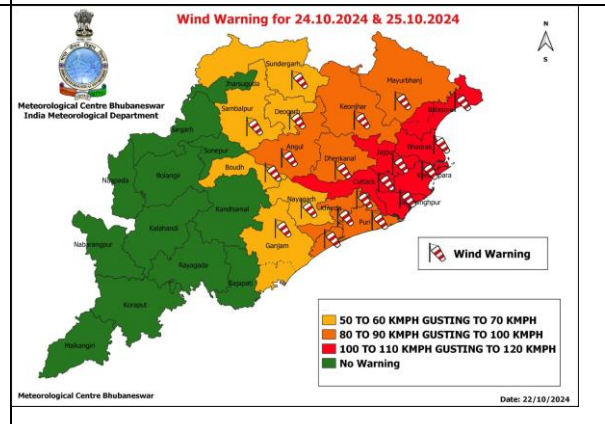 Wind Warning for 24.10.2024 & 25.10.2024
N
S
Meteorological Centre Bhubaneswar
India Meteorological Department
Sundergarh
Jharsuguda
Sambalpur
Deogarh
Keonjhar
Mayurbhanj
Balasore
Bargarh
Sonepur
Angul
Dhenkanal
Jajpur
Bhadrak
Boudh
Nuapada
Bolangir
Cuttack
Nayagarh
Khurda
Puri
Kandhamal
Kalahandi
Ganjam
Nabarangpur
Rayagada
Gajapati
Koraput
Malkangiri
Wind Warning
50 TO 60 KMPH GUSTING TO 70 KMPH
80 TO 90 KMPH GUSTING TO 100 KMPH
100 TO 110 KMPH GUSTING TO 120 KMPH
No Warning
Meteorological Centre Bhubaneswar
Date: 22/10/2024